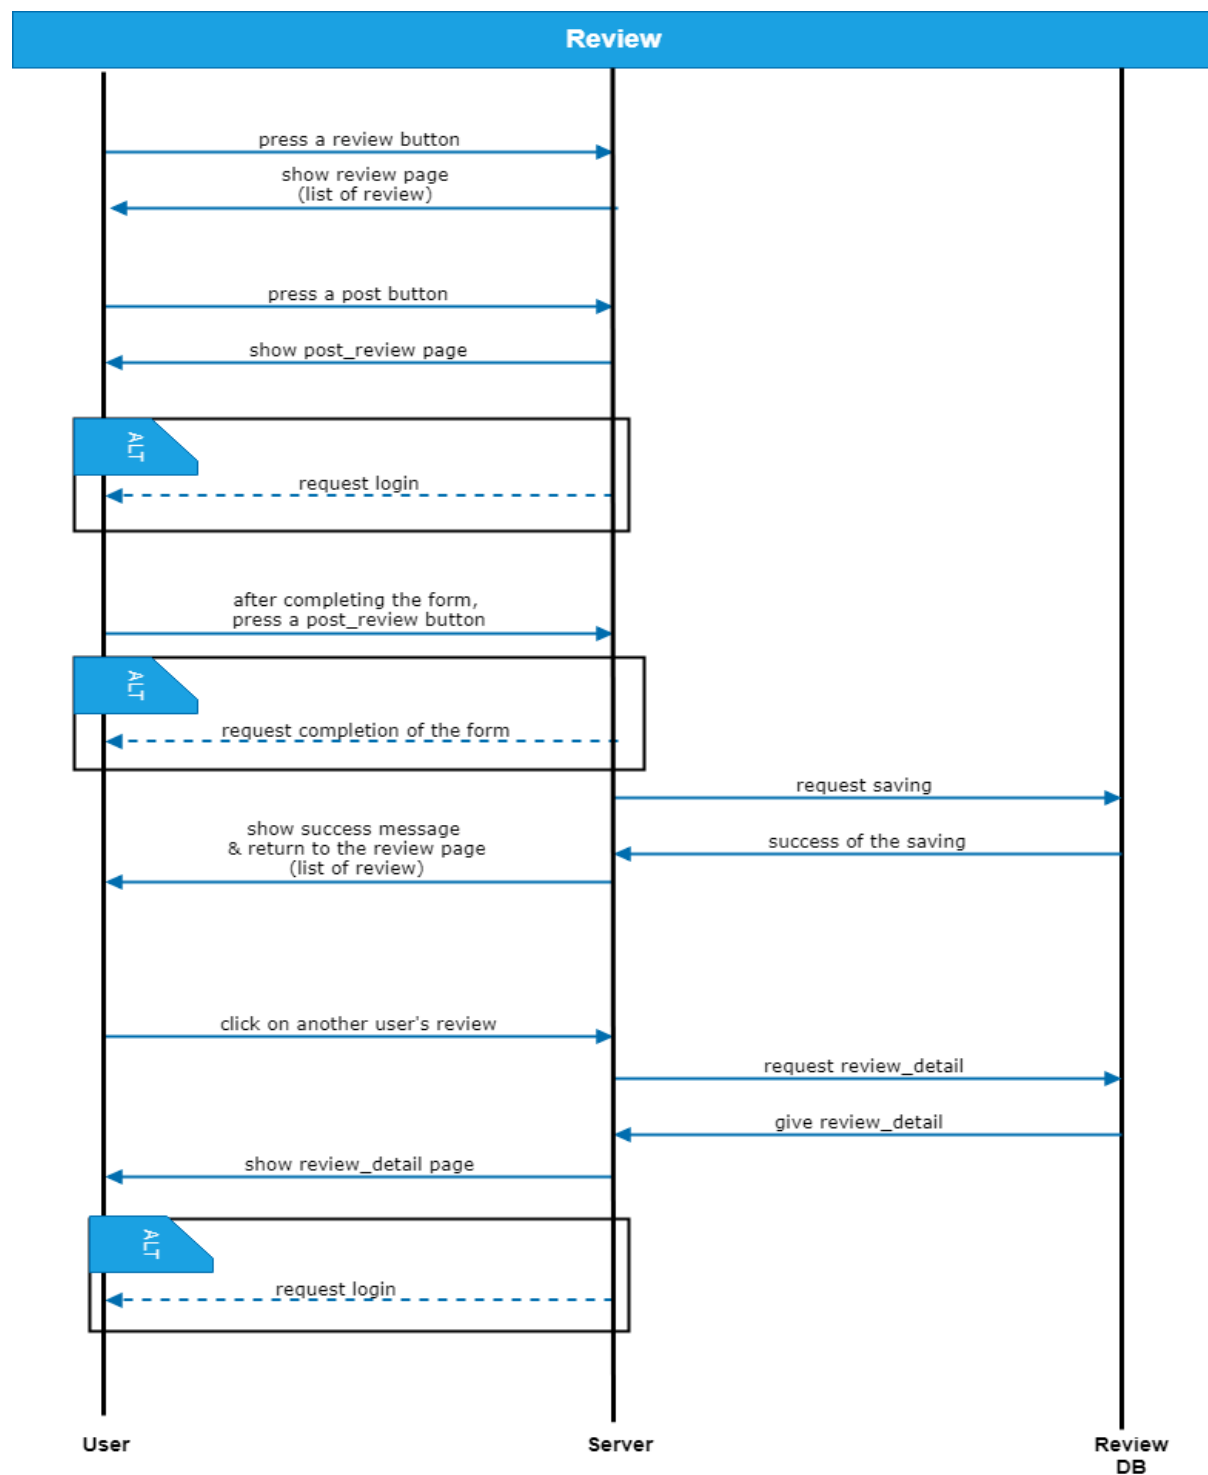 Review
press a review button
show review page
(list of review)
press a post button
show post_review page
ALT
request login
after completing the form,
press a post_review button
ALT
request completion of the form
request saving
show success message
& return to the review page
(list of review)
success of the saving
click on another user's review
request review_detail
give review_detail
show review_detail page
ALT
request login
User
Server
Review
DB